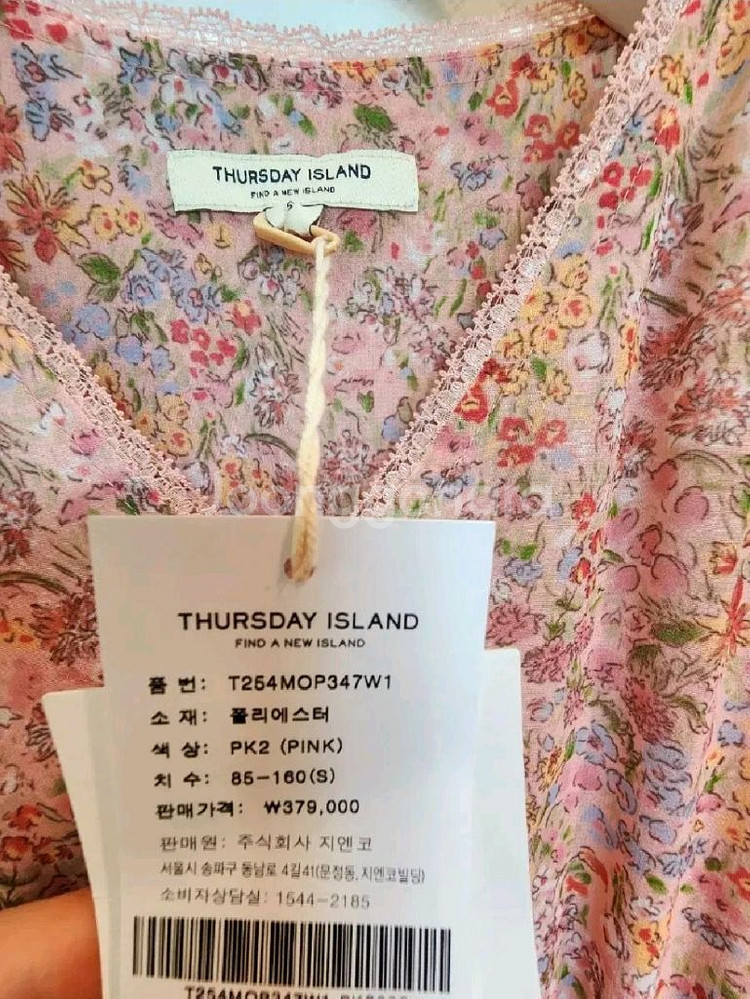 THURSDAY ISLAND
FIND A NEW ISLAND
S
THURSDAY ISLAND
FIND A NEW ISLAND
품 번: T254MOP347W1
소 재: 폴리에스터
색 상: PK2 (PINK)
치 수: 85-160(S)
판매가격: ₩379,000
판매원: 주식회사 지엔코
서울시 송파구 동남로 4길41(문정동, 지엔코빌딩)
소비자상담실: 1544-2185
T254MOP347W1